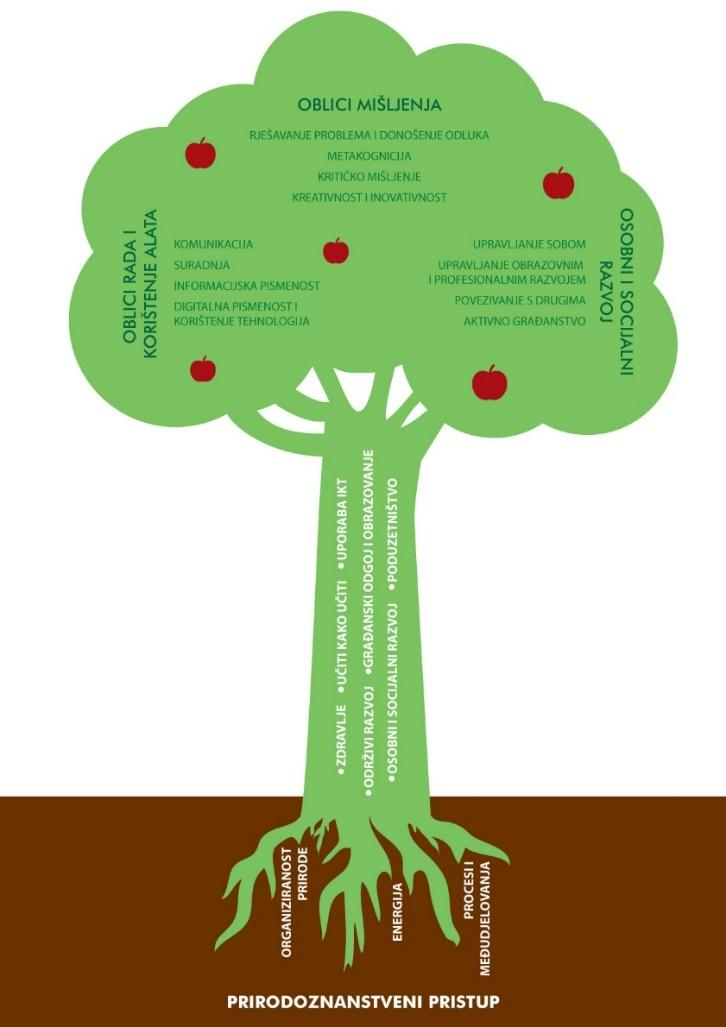 OBLICI MIŠLJENJA
RJEŠAVANJE PROBLEMA I DONOŠENJE ODLUKA
METAKOGNICIJA
KRITIČKO MIŠLJENJE
KREATIVNOST I INOVATIVNOST
OBLICI RADA I
KORIŠTENJE ALATA
KOMUNIKACIJA
SURADNJA
INFORMACIJSKA PISMENOST
DIGITALNA PISMENOST I
KORIŠTENJE TEHNOLOGIJA
UPRAVLJANJE SOBOM
UPRAVLJANJE OBRAZOVNIM
I PROFESIONALNIM RAZVOJEM
POVEZIVANJE S DRUGIMA
AKTIVNO GRAĐANSTVO
OSOBNI I SOCIJALNI
RAZVOJ
•ZDRAVLJE •UČITI KAKO UČITI •UPORABA IKT
•ODRŽIVI RAZVOJ •GRAĐANSKI ODGOJ I OBRAZOVANJE
•OSOBNI I SOCIJALNI RAZVOJ •PODUZETNIŠTVO
ORGANIZIRANOST
PRIRODE
ENERGIJA
PROCESI I
MEĐUDJELOVANJA
PRIRODOZNANSTVENI PRISTUP